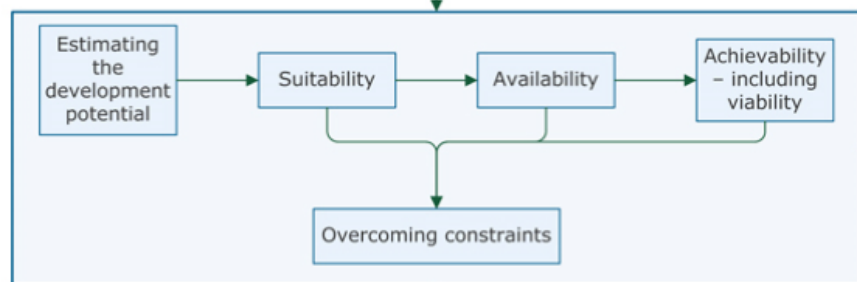 Estimating
the
development
potential
Suitability
Availability
Achievability
– including
viability
Overcoming constraints